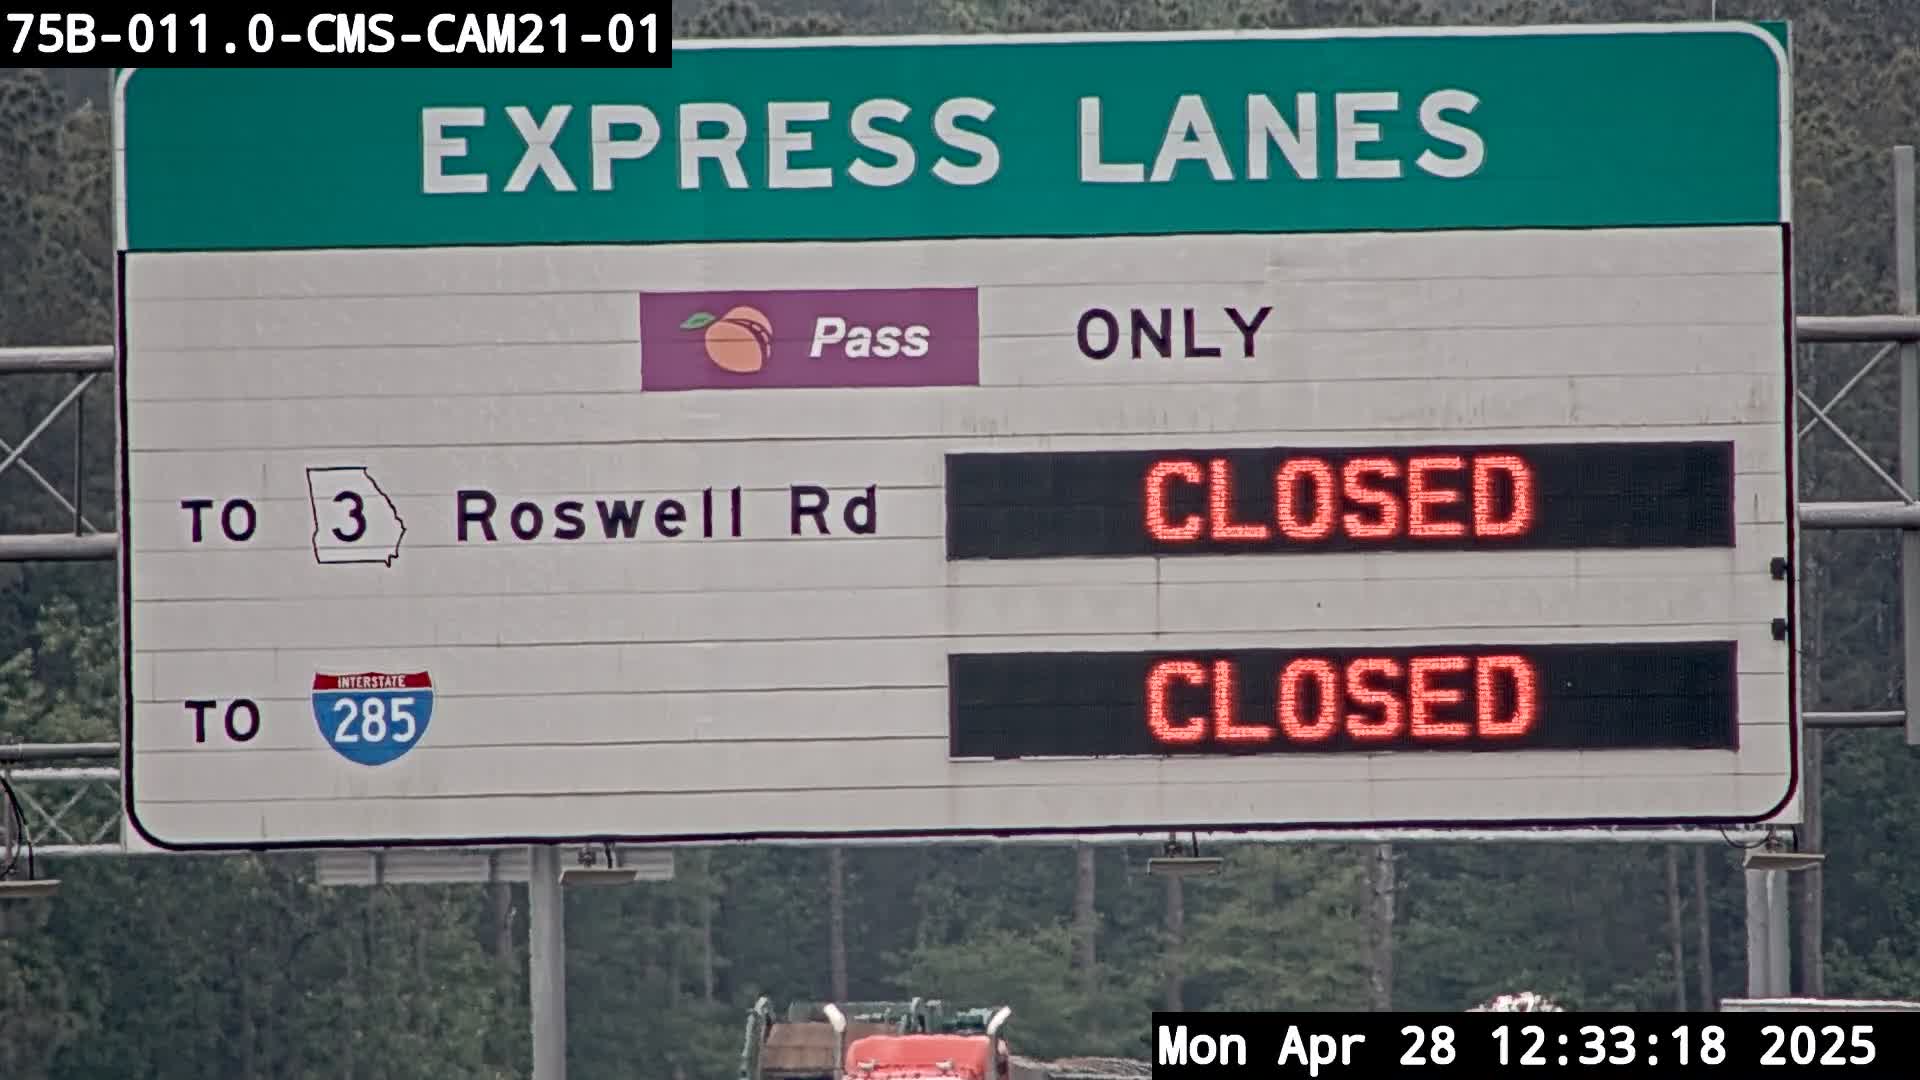 75B-011.0-CMS-CAM21-01
EXPRESS LANES
Pass ONLY
TO 3 Roswell Rd CLOSED
TO INTERSTATE 285 CLOSED
Mon Apr 28 12:33:18 2025